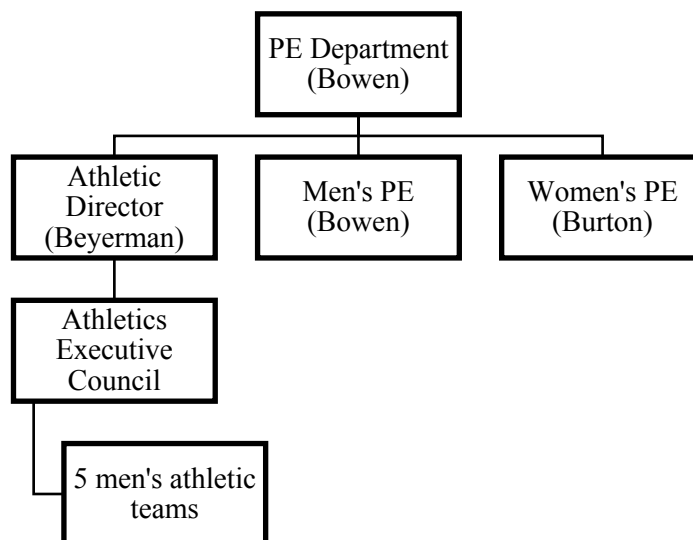 PE Department
(Bowen)
Athletic
Director
(Beyerman)
Men's PE
(Bowen)
Women's PE
(Burton)
Athletics
Executive
Council
5 men's athletic
teams